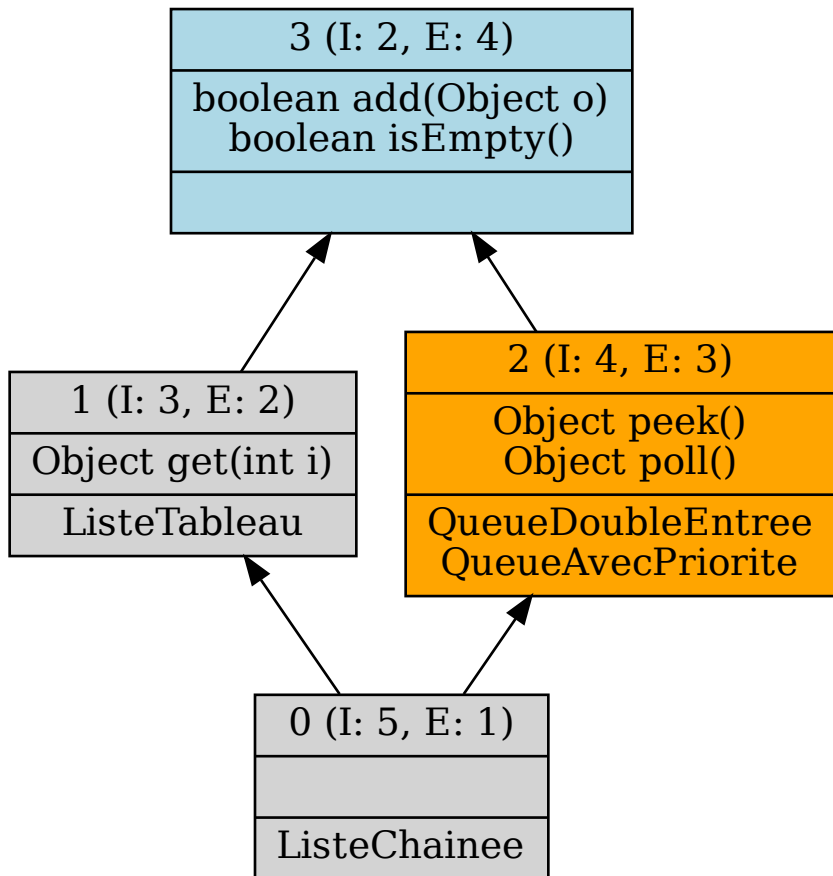 3 (I: 2, E: 4)
boolean add(Object o)
boolean isEmpty()
1 (I: 3, E: 2)
Object get(int i)
ListeTableau
2 (I: 4, E: 3)
Object peek()
Object poll()
QueueDoubleEntree
QueueAvecPriorite
0 (I: 5, E: 1)
ListeChainee